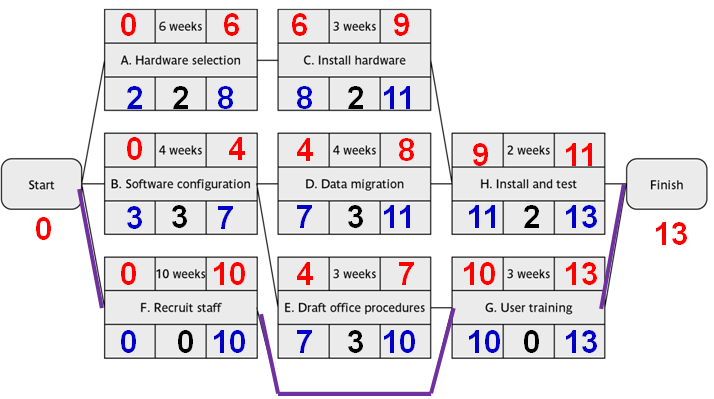 0 6 weeks 6
A. Hardware selection
2 2 8
6 3 weeks 9
C. Install hardware
8 2 11
0 4 weeks 4
B. Software configuration
3 3 7
4 4 weeks 8
D. Data migration
7 3 11
9 2 weeks 11
H. Install and test
11 2 13
Start
0
Finish
13
0 10 weeks 10
F. Recruit staff
0 0 10
4 3 weeks 7
E. Draft office procedures
7 3 10
10 3 weeks 13
G. User training
10 0 13